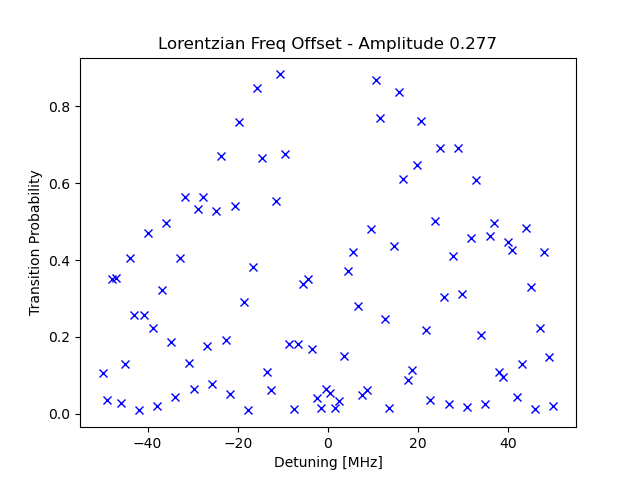 Lorentzian Freq Offset - Amplitude 0.277
Transition Probability
0.8
0.6
0.4
0.2
0.0
−40 −20 0 20 40
Detuning [MHz]